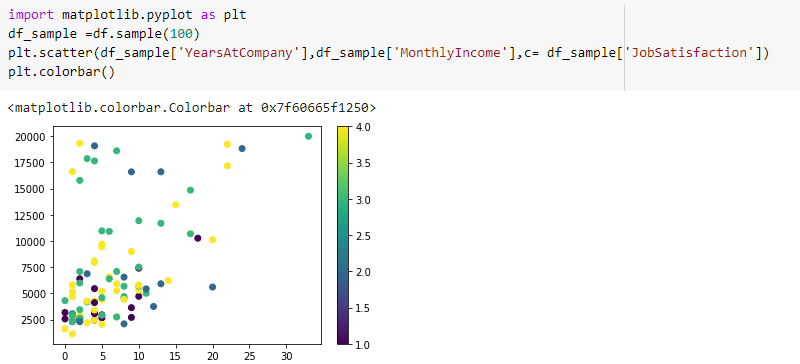 import matplotlib.pyplot as plt
df_sample =df.sample(100)
plt.scatter(df_sample['YearsAtCompany'],df_sample['MonthlyIncome'],c= df_sample['JobSatisfaction'])
plt.colorbar()
<matplotlib.colorbar.Colorbar at 0x7f60665f1250>
20000
17500
15000
12500
10000
7500
5000
2500
0 5 10 15 20 25 30
4.0
3.5
3.0
2.5
2.0
1.5
1.0